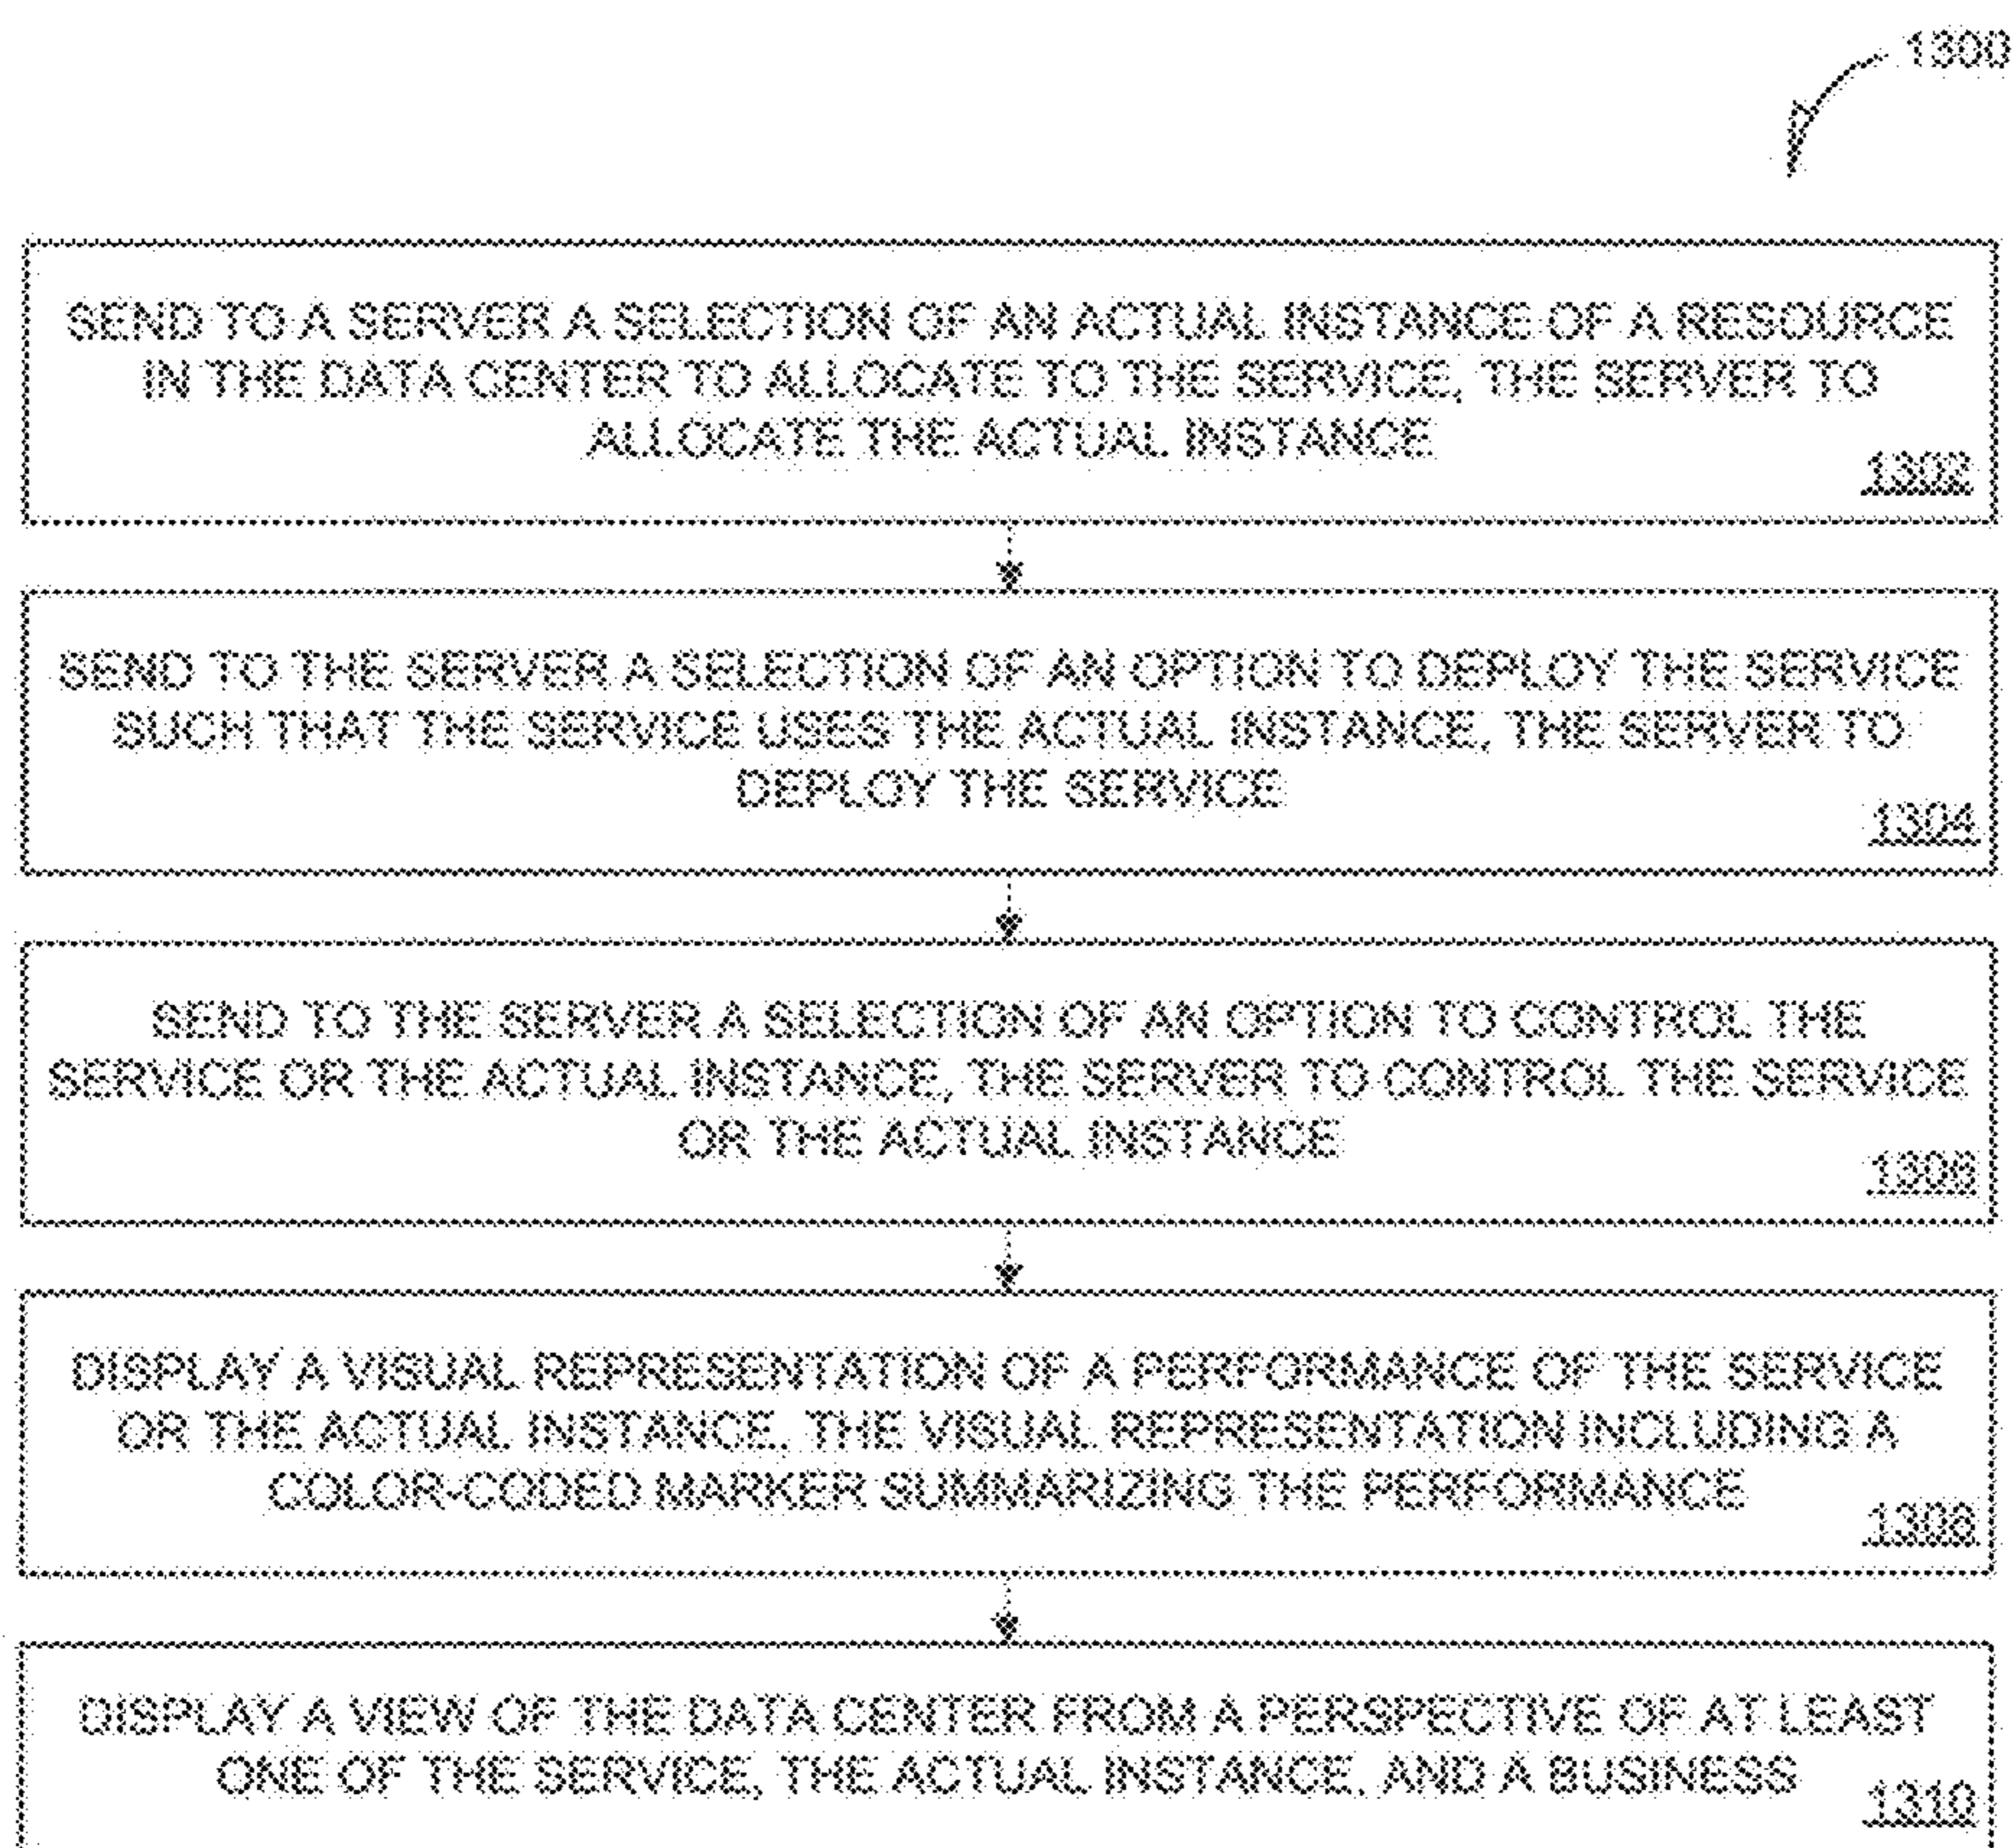 1300
SEND TO A SERVER A SELECTION OF AN ACTUAL INSTANCE OF A RESOURCE
IN THE DATA CENTER TO ALLOCATE TO THE SERVICE, THE SERVER TO
ALLOCATE THE ACTUAL INSTANCE
1302
SEND TO THE SERVER A SELECTION OF AN OPTION TO DEPLOY THE SERVICE
SUCH THAT THE SERVICE USES THE ACTUAL INSTANCE, THE SERVER TO
DEPLOY THE SERVICE
1304
SEND TO THE SERVER A SELECTION OF AN OPTION TO CONTROL THE
SERVICE OR THE ACTUAL INSTANCE, THE SERVER TO CONTROL THE SERVICE
OR THE ACTUAL INSTANCE
1306
DISPLAY A VISUAL REPRESENTATION OF A PERFORMANCE OF THE SERVICE
OR THE ACTUAL INSTANCE, THE VISUAL REPRESENTATION INCLUDING A
COLOR-CODED MARKER SUMMARIZING THE PERFORMANCE
1308
DISPLAY A VIEW OF THE DATA CENTER FROM A PERSPECTIVE OF AT LEAST
ONE OF THE SERVICE, THE ACTUAL INSTANCE, AND A BUSINESS
1310